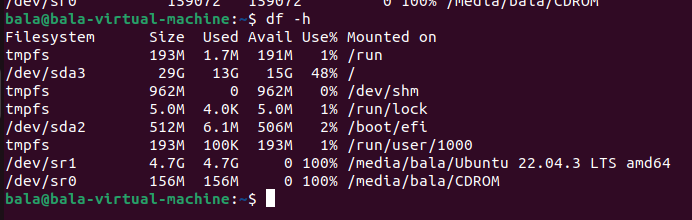 /dev/sr0 159072 159072 0 100% /media/bala/CDROM
bala@bala-virtual-machine:~$ df -h
Filesystem Size Used Avail Use% Mounted on
tmpfs 193M 1.7M 191M 1% /run
/dev/sda3 29G 13G 15G 48% /
tmpfs 962M 0 962M 0% /dev/shm
tmpfs 5.0M 4.0K 5.0M 1% /run/lock
/dev/sda2 512M 6.1M 506M 2% /boot/efi
tmpfs 193M 100K 193M 1% /run/user/1000
/dev/sr1 4.7G 4.7G 0 100% /media/bala/Ubuntu 22.04.3 LTS amd64
/dev/sr0 156M 156M 0 100% /media/bala/CDROM
bala@bala-virtual-machine:~$